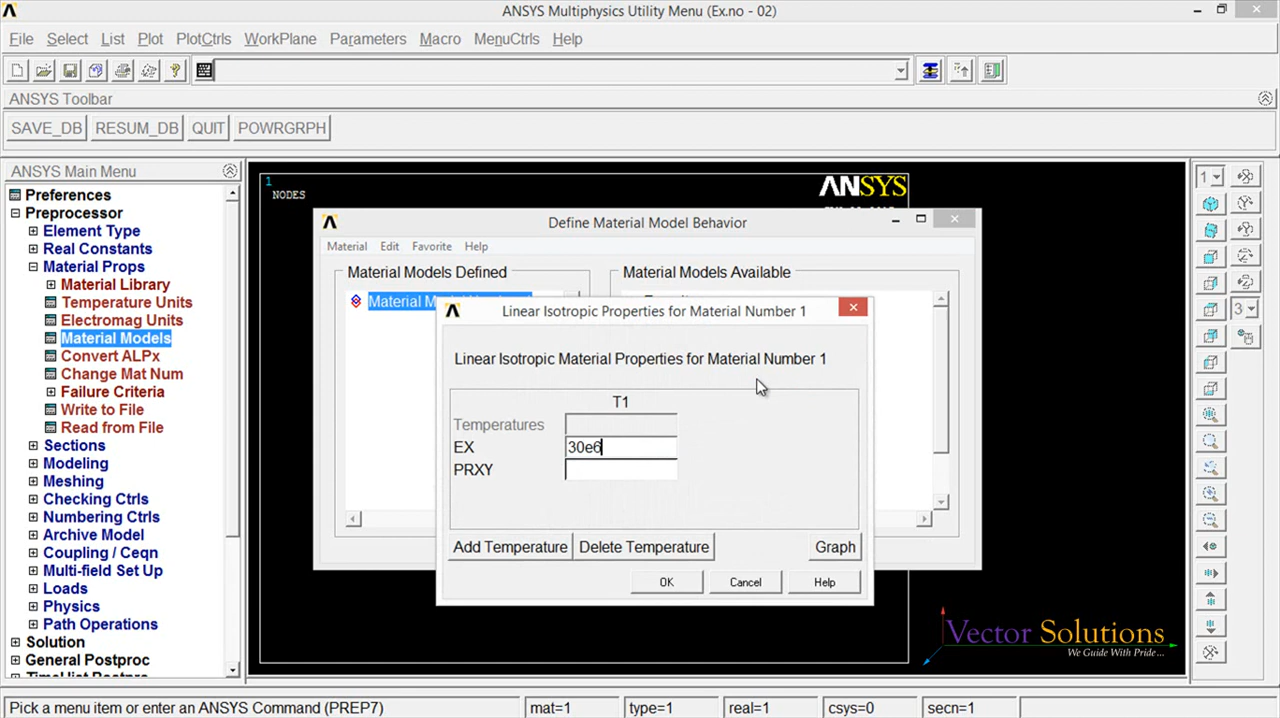 ANSYS Multiphysics Utility Menu (Ex.no - 02)
File Select List Plot PlotCtrls WorkPlane Parameters Macro MenuCtrls Help
ANSYS Toolbar
SAVE_DB RESUM_DB QUIT POWRGRPH
ANSYS Main Menu
Preferences
Preprocessor
Element Type
Real Constants
Material Props
Material Library
Temperature Units
Electromag Units
Material Models
Convert ALPx
Change Mat Num
Failure Criteria
Write to File
Read from File
Sections
Modeling
Meshing
Checking Ctrls
Numbering Ctrls
Archive Model
Coupling / Ceqn
Multi-field Set Up
Loads
Physics
Path Operations
Solution
General Postproc
1
NODES
ANSYS
Define Material Model Behavior
Material Edit Favorite Help
Material Models Defined
Material Models Available
Linear Isotropic Properties for Material Number 1
Linear Isotropic Material Properties for Material Number 1
T1
Temperatures
EX 30e6
PRXY
Add Temperature Delete Temperature Graph
OK Cancel Help
1
3
Vector Solutions
We Guide With Pride...
Pick a menu item or enter an ANSYS Command (PREP7) mat=1 type=1 real=1 csys=0 secn=1